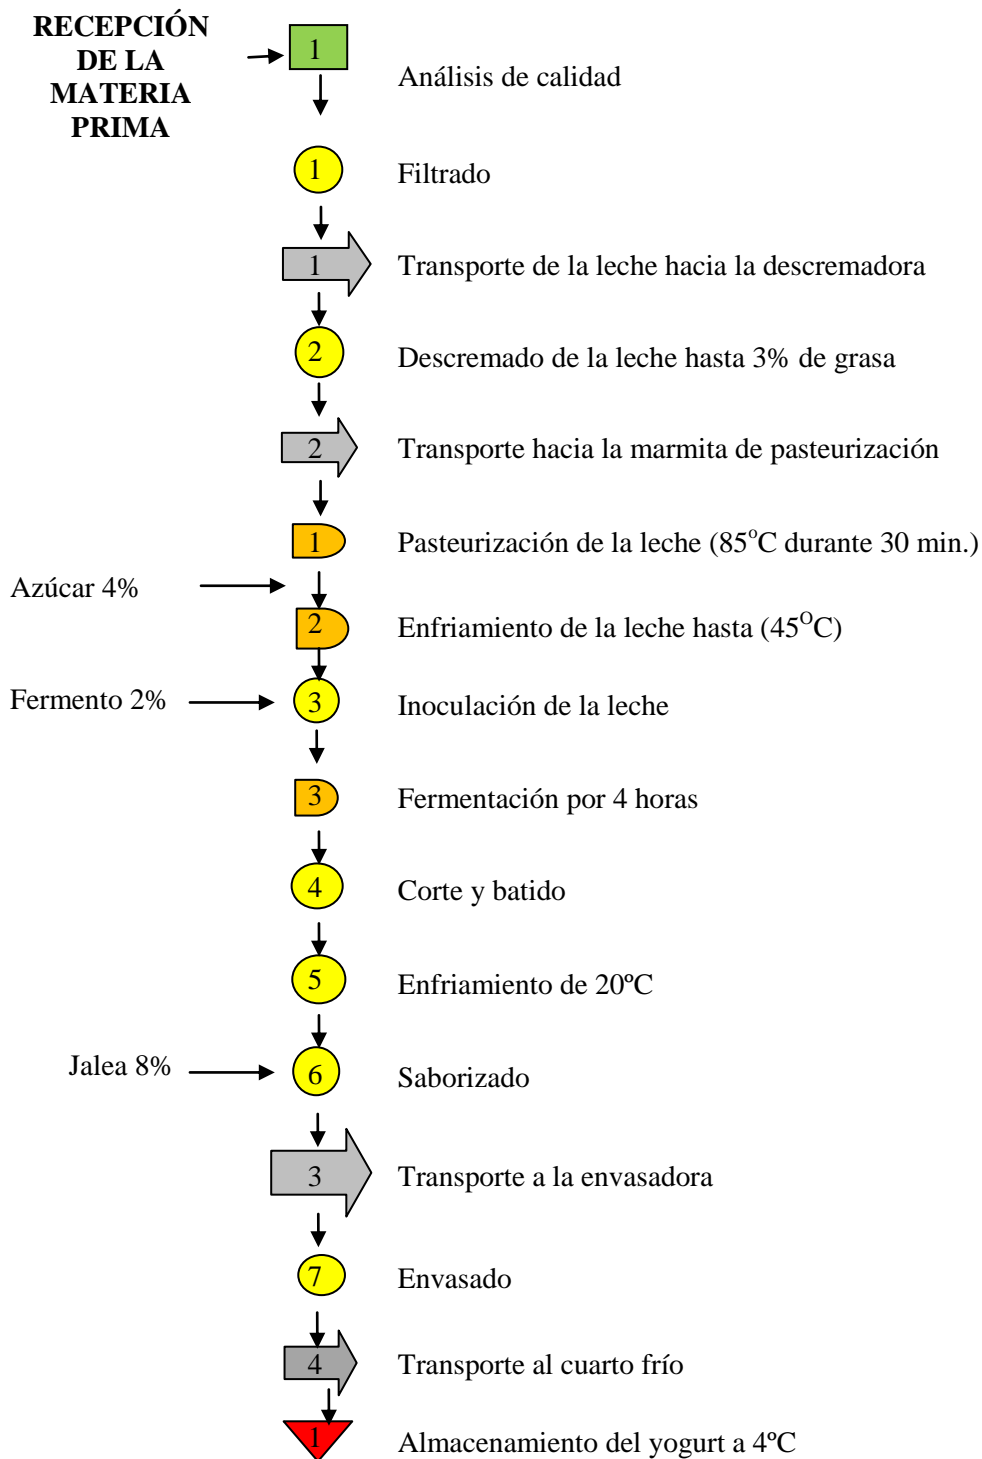 RECEPCIÓN
DE LA
MATERIA
PRIMA
1
Análisis de calidad
1
Filtrado
1
Transporte de la leche hacia la descremadora
2
Descremado de la leche hasta 3% de grasa
2
Transporte hacia la marmita de pasteurización
1
Pasteurización de la leche (85°C durante 30 min.)
Azúcar 4%
2
Enfriamiento de la leche hasta (45°C)
Fermento 2%
3
Inoculación de la leche
3
Fermentación por 4 horas
4
Corte y batido
5
Enfriamiento de 20ºC
Jalea 8%
6
Saborizado
3
Transporte a la envasadora
7
Envasado
4
Transporte al cuarto frío
1
Almacenamiento del yogurt a 4ºC